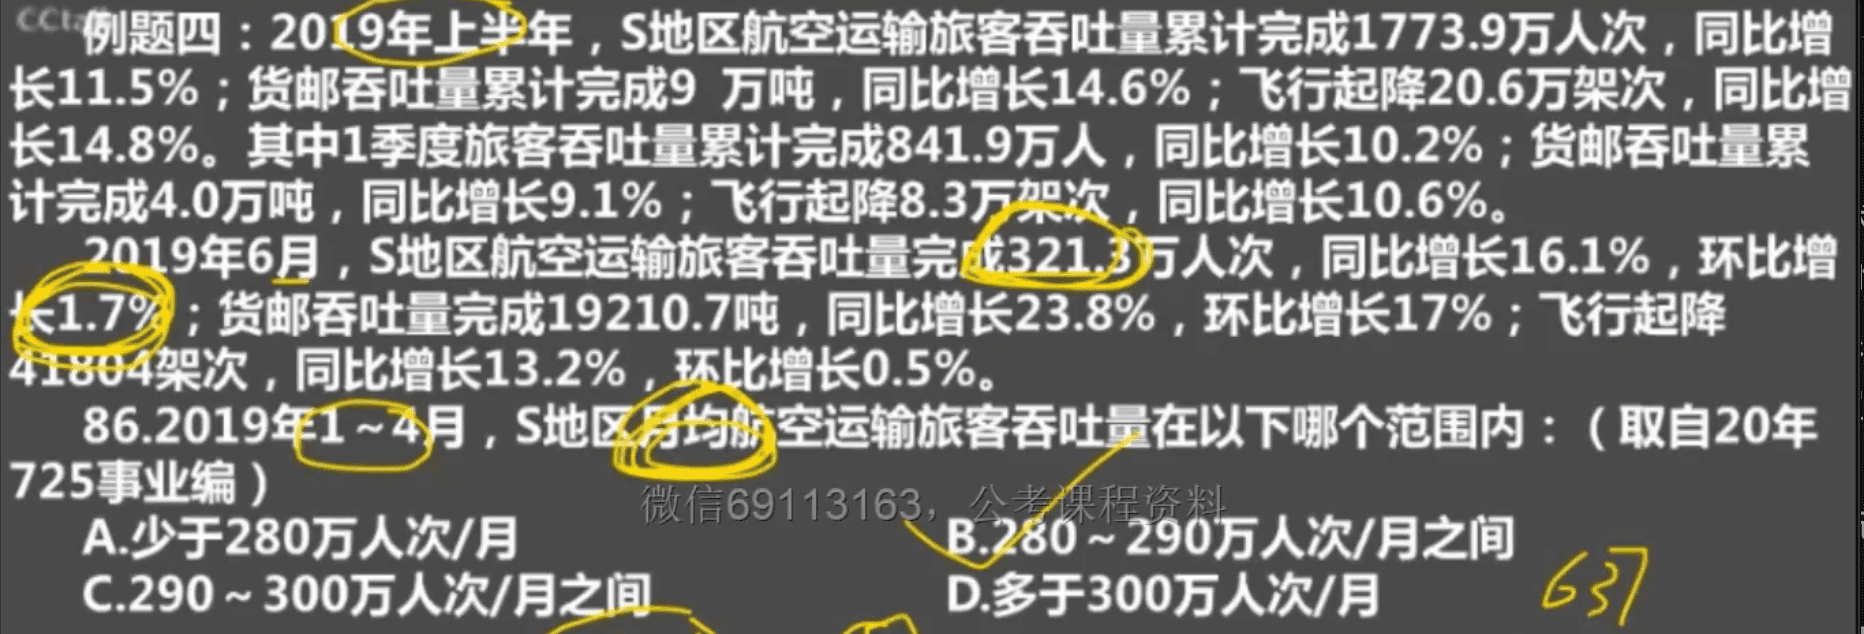 CCtalk
例题四：2019年上半年，S地区航空运输旅客吞吐量累计完成1773.9万人次，同比增
长11.5%；货邮吞吐量累计完成9 万吨，同比增长14.6%；飞行起降20.6万架次，同比增
长14.8%。其中1季度旅客吞吐量累计完成841.9万人，同比增长10.2%；货邮吞吐量累
计完成4.0万吨，同比增长9.1%；飞行起降8.3万架次，同比增长10.6%。
2019年6月，S地区航空运输旅客吞吐量完成321.3万人次，同比增长16.1%，环比增
长1.7%；货邮吞吐量完成19210.7吨，同比增长23.8%，环比增长17%；飞行起降
41804架次，同比增长13.2%，环比增长0.5%。
86.2019年1～4月，S地区月均航空运输旅客吞吐量在以下哪个范围内：（取自20年
725事业编）
微信69113163，公考课程资料
A.少于280万人次/月 B.280～290万人次/月之间
C.290～300万人次/月之间 D.多于300万人次/月
637